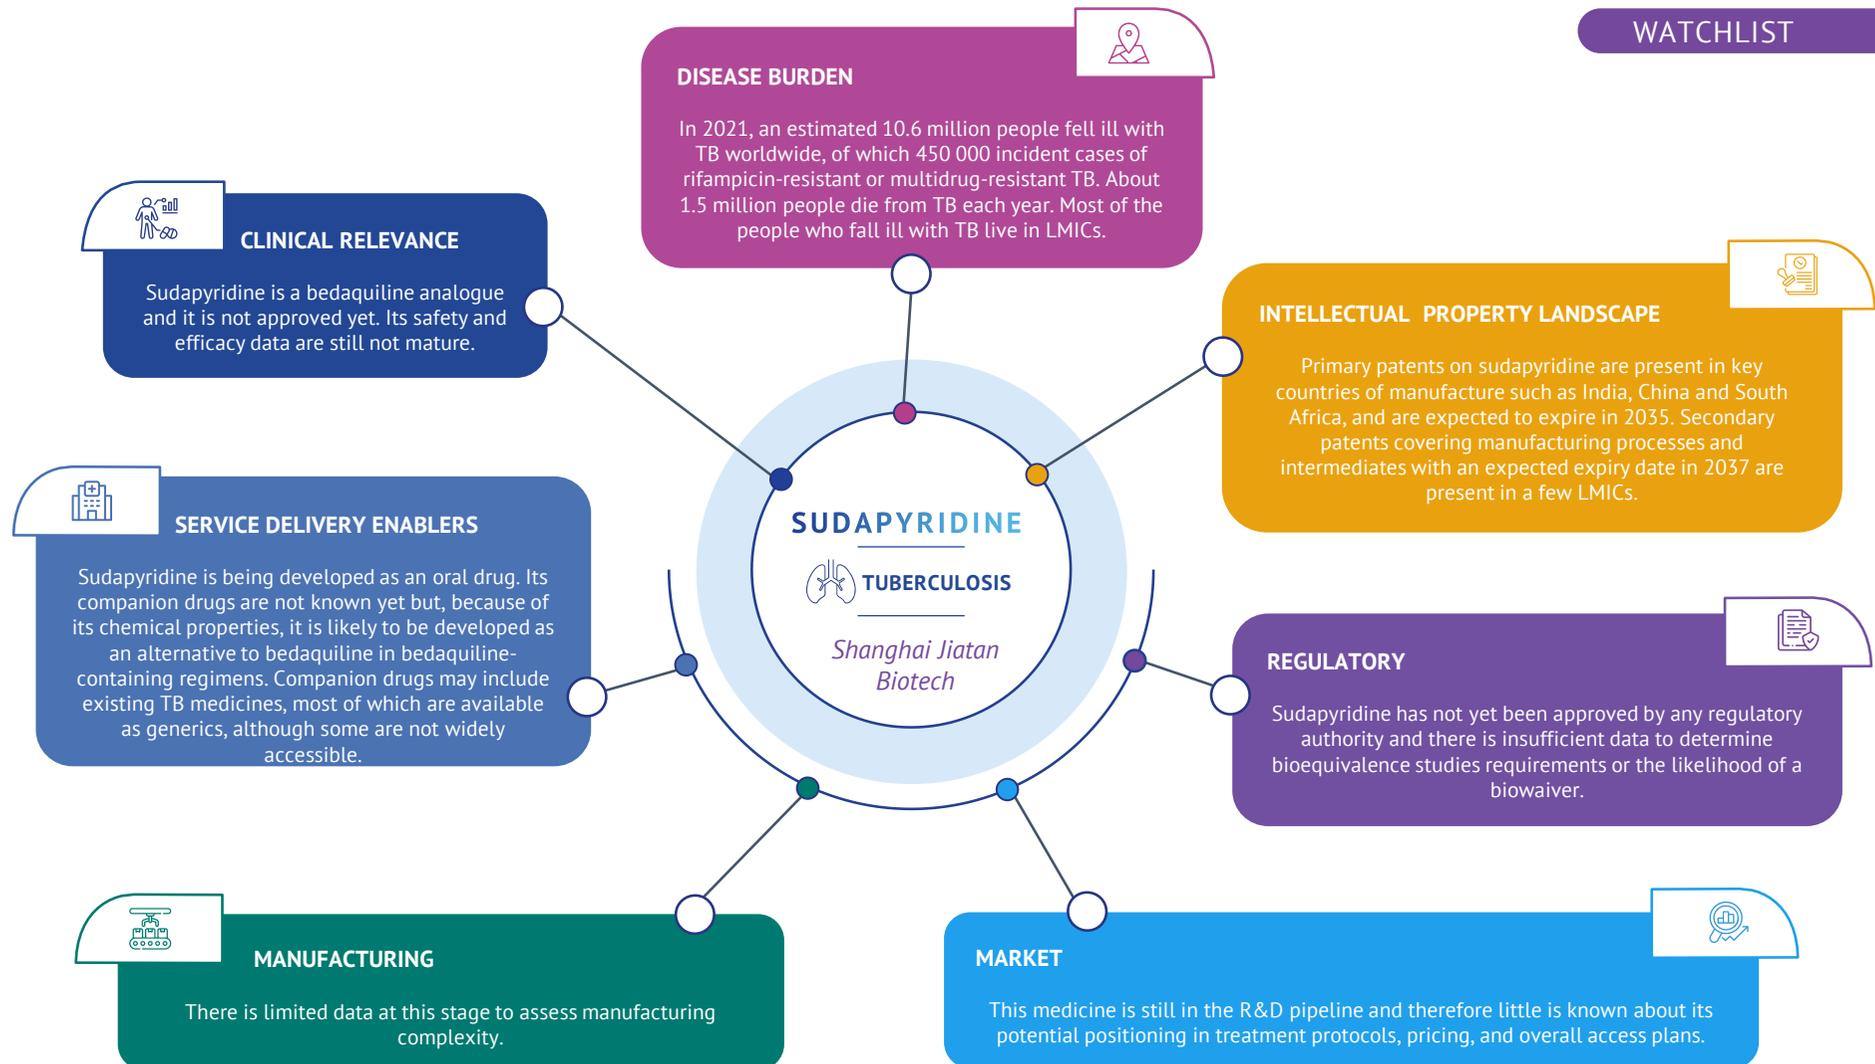 WATCHLIST
DISEASE BURDEN
In 2021, an estimated 10.6 million people fell ill with
TB worldwide, of which 450 000 incident cases of
rifampicin-resistant or multidrug-resistant TB. About
1.5 million people die from TB each year. Most of the
people who fall ill with TB live in LMICs.
CLINICAL RELEVANCE
Sudapyridine is a bedaquiline analogue
and it is not approved yet. Its safety and
efficacy data are still not mature.
INTELLECTUAL PROPERTY LANDSCAPE
Primary patents on sudapyridine are present in key
countries of manufacture such as India, China and South
Africa, and are expected to expire in 2035. Secondary
patents covering manufacturing processes and
intermediates with an expected expiry date in 2037 are
present in a few LMICs.
SERVICE DELIVERY ENABLERS
Sudapyridine is being developed as an oral drug. Its
companion drugs are not known yet but, because of
its chemical properties, it is likely to be developed as
an alternative to bedaquiline in bedaquiline-
containing regimens. Companion drugs may include
existing TB medicines, most of which are available
as generics, although some are not widely
accessible.
SUDAPYRIDINE
TUBERCULOSIS
Shanghai Jiatan
Biotech
REGULATORY
Sudapyridine has not yet been approved by any regulatory
authority and there is insufficient data to determine
bioequivalence studies requirements or the likelihood of a
biowaiver.
MANUFACTURING
There is limited data at this stage to assess manufacturing
complexity.
MARKET
This medicine is still in the R&D pipeline and therefore little is known about its
potential positioning in treatment protocols, pricing, and overall access plans.